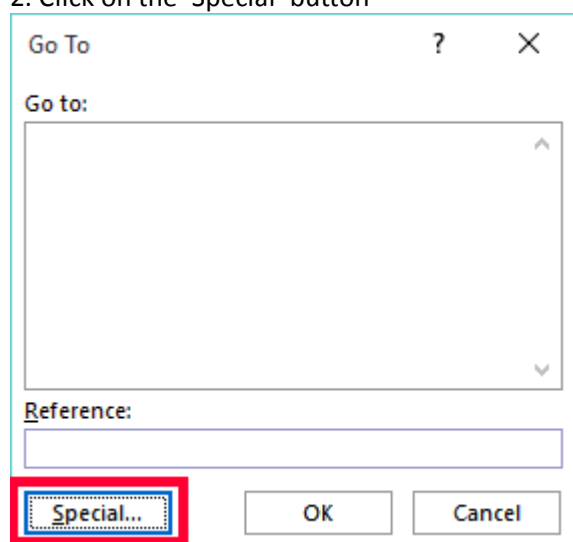 2. Click on the 'Special' button
Go To ? ×
Go to:
Reference:
Special... OK Cancel